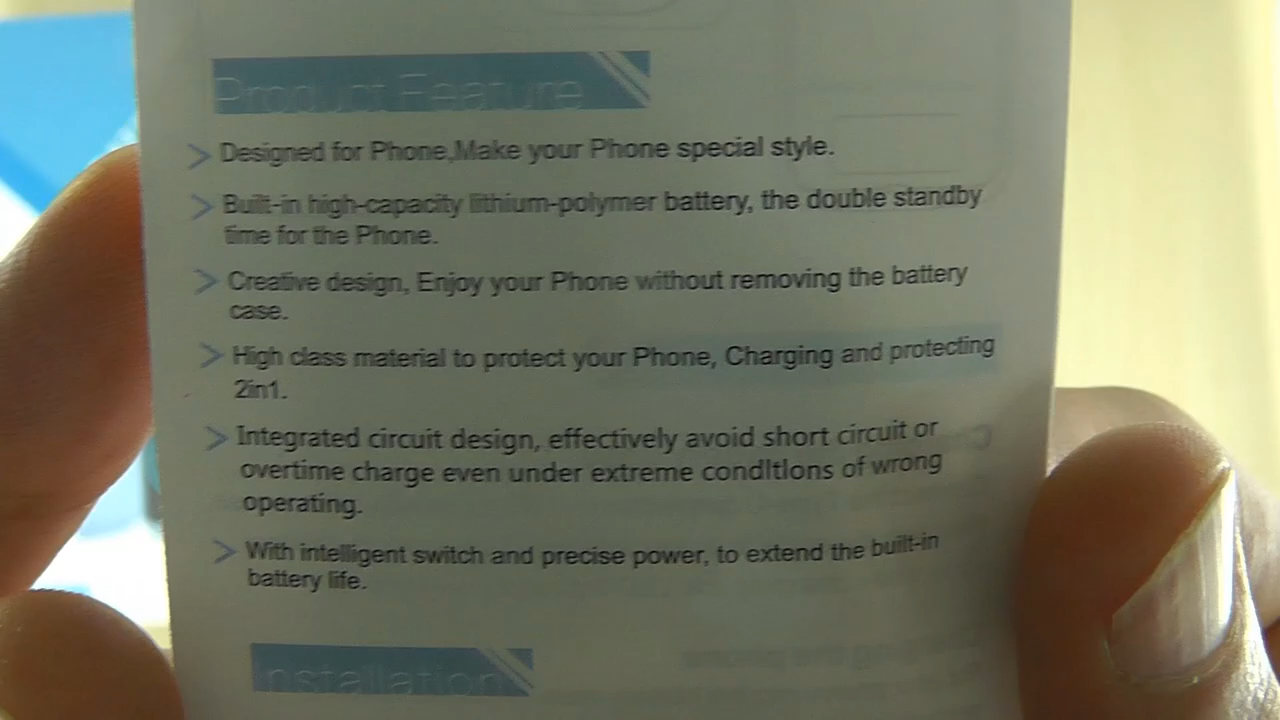 Product Feature
Designed for Phone,Make your Phone special style.
Built-in high-capacity lithium-polymer battery, the double standby
time for the Phone.
Creative design, Enjoy your Phone without removing the battery
case.
High class material to protect your Phone, Charging and protecting
2in1.
Integrated circuit design, effectively avoid short circuit or
overtime charge even under extreme condItIons of wrong
operating.
With intelligent switch and precise power, to extend the built-in
battery life.
Installation